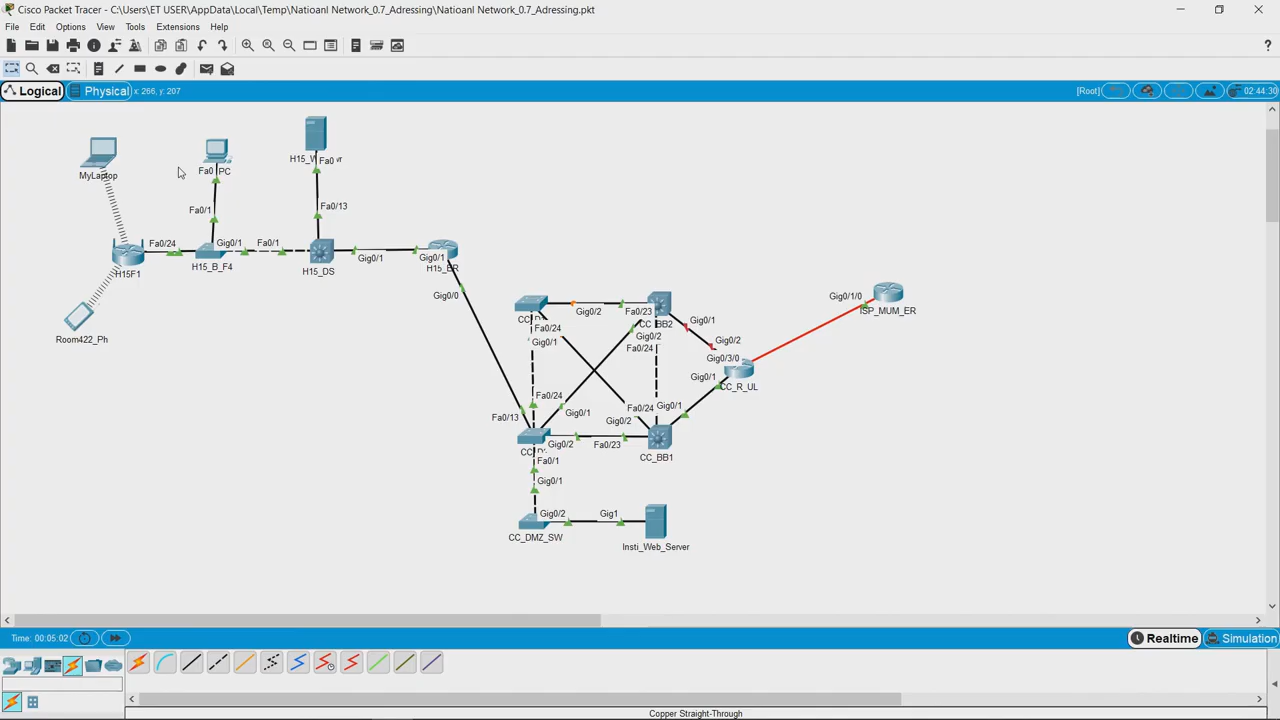 Cisco Packet Tracer - C:\Users\ET USER\AppData\Local\Temp\Natioanl Network_0.7_Adressing\Natioanl Network_0.7_Adressing.pkt
File Edit Options View Tools Extensions Help
Logical Physical x: 266, y: 207 [Root] 02:44:30
MyLaptop
Fa0 PC
Fa0
Fa0/1
Fa0/13
Fa0/24
Gig0/1
Fa0/1
H15F1
H15_B_F4
H15_DS
Gig0/1
Gig0/1
Gig0/0
Room422_Ph
Gig0/2
Fa0/23
Gig0/1
Fa0/24
Gig0/1
CC_BB2
Gig0/2
Fa0/24
Gig0/2
Gig0/3/0
Gig0/1/0
ISP_MUM_ER
CC_R_UL
Gig0/1
Fa0/24
Fa0/13
Gig0/1
Fa0/24
Gig0/1
Gig0/2
Gig0/2
Fa0/23
CC_BB1
Fa0/1
Gig0/1
Gig0/2
Gig1
CC_DMZ_SW
Insti_Web_Server
Time: 00:05:02 Realtime Simulation
Copper Straight-Through